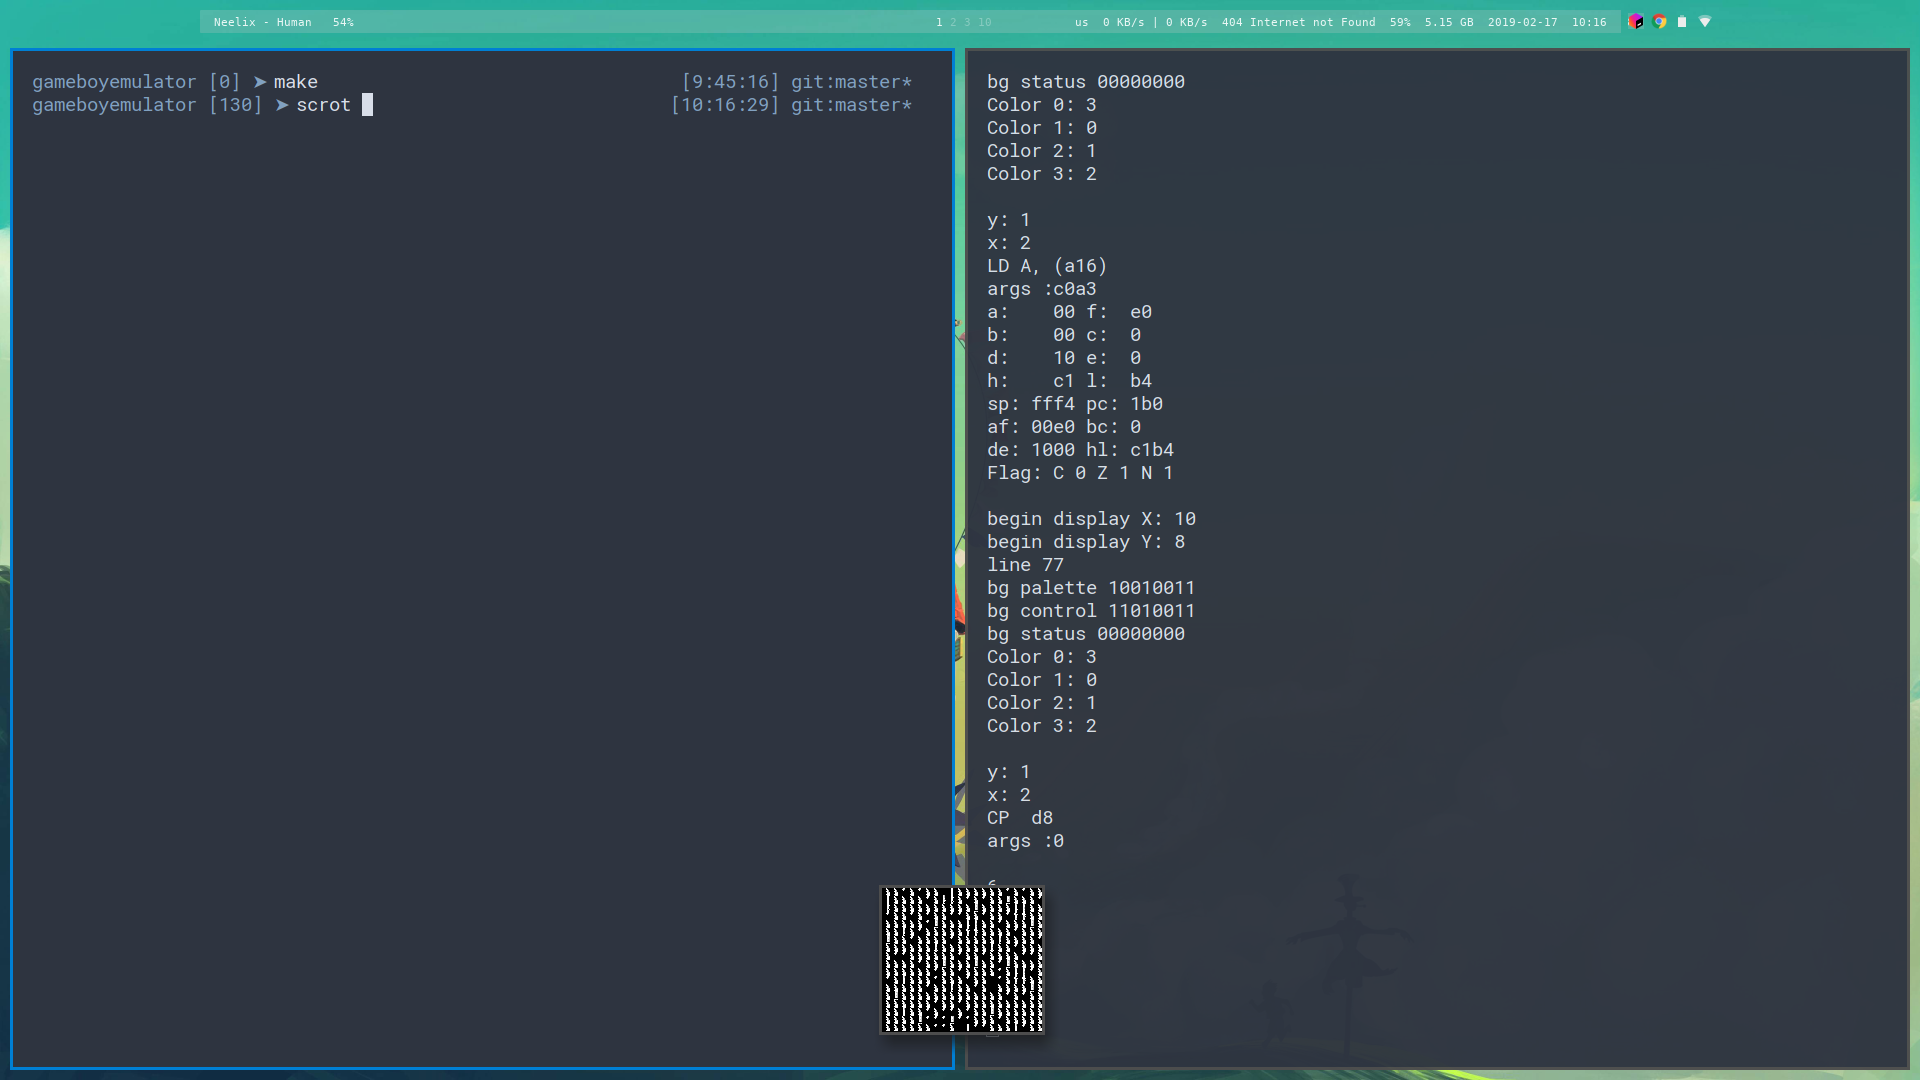 Neelix - Human   54%
1 2 3 10
us  0 KB/s | 0 KB/s  404 Internet not Found  59%  5.15 GB  2019-02-17  10:16
gameboyemulator [0] ➤ make [9:45:16] git:master*
gameboyemulator [130] ➤ scrot [10:16:29] git:master*
bg status 00000000
Color 0: 3
Color 1: 0
Color 2: 1
Color 3: 2
y: 1
x: 2
LD A, (a16)
args :c0a3
a:    00 f:  e0
b:    00 c:  0
d:    10 e:  0
h:    c1 l:  b4
sp: fff4 pc: 1b0
af: 00e0 bc: 0
de: 1000 hl: c1b4
Flag: C 0 Z 1 N 1
begin display X: 10
begin display Y: 8
line 77
bg palette 10010011
bg control 11010011
bg status 00000000
Color 0: 3
Color 1: 0
Color 2: 1
Color 3: 2
y: 1
x: 2
CP  d8
args :0